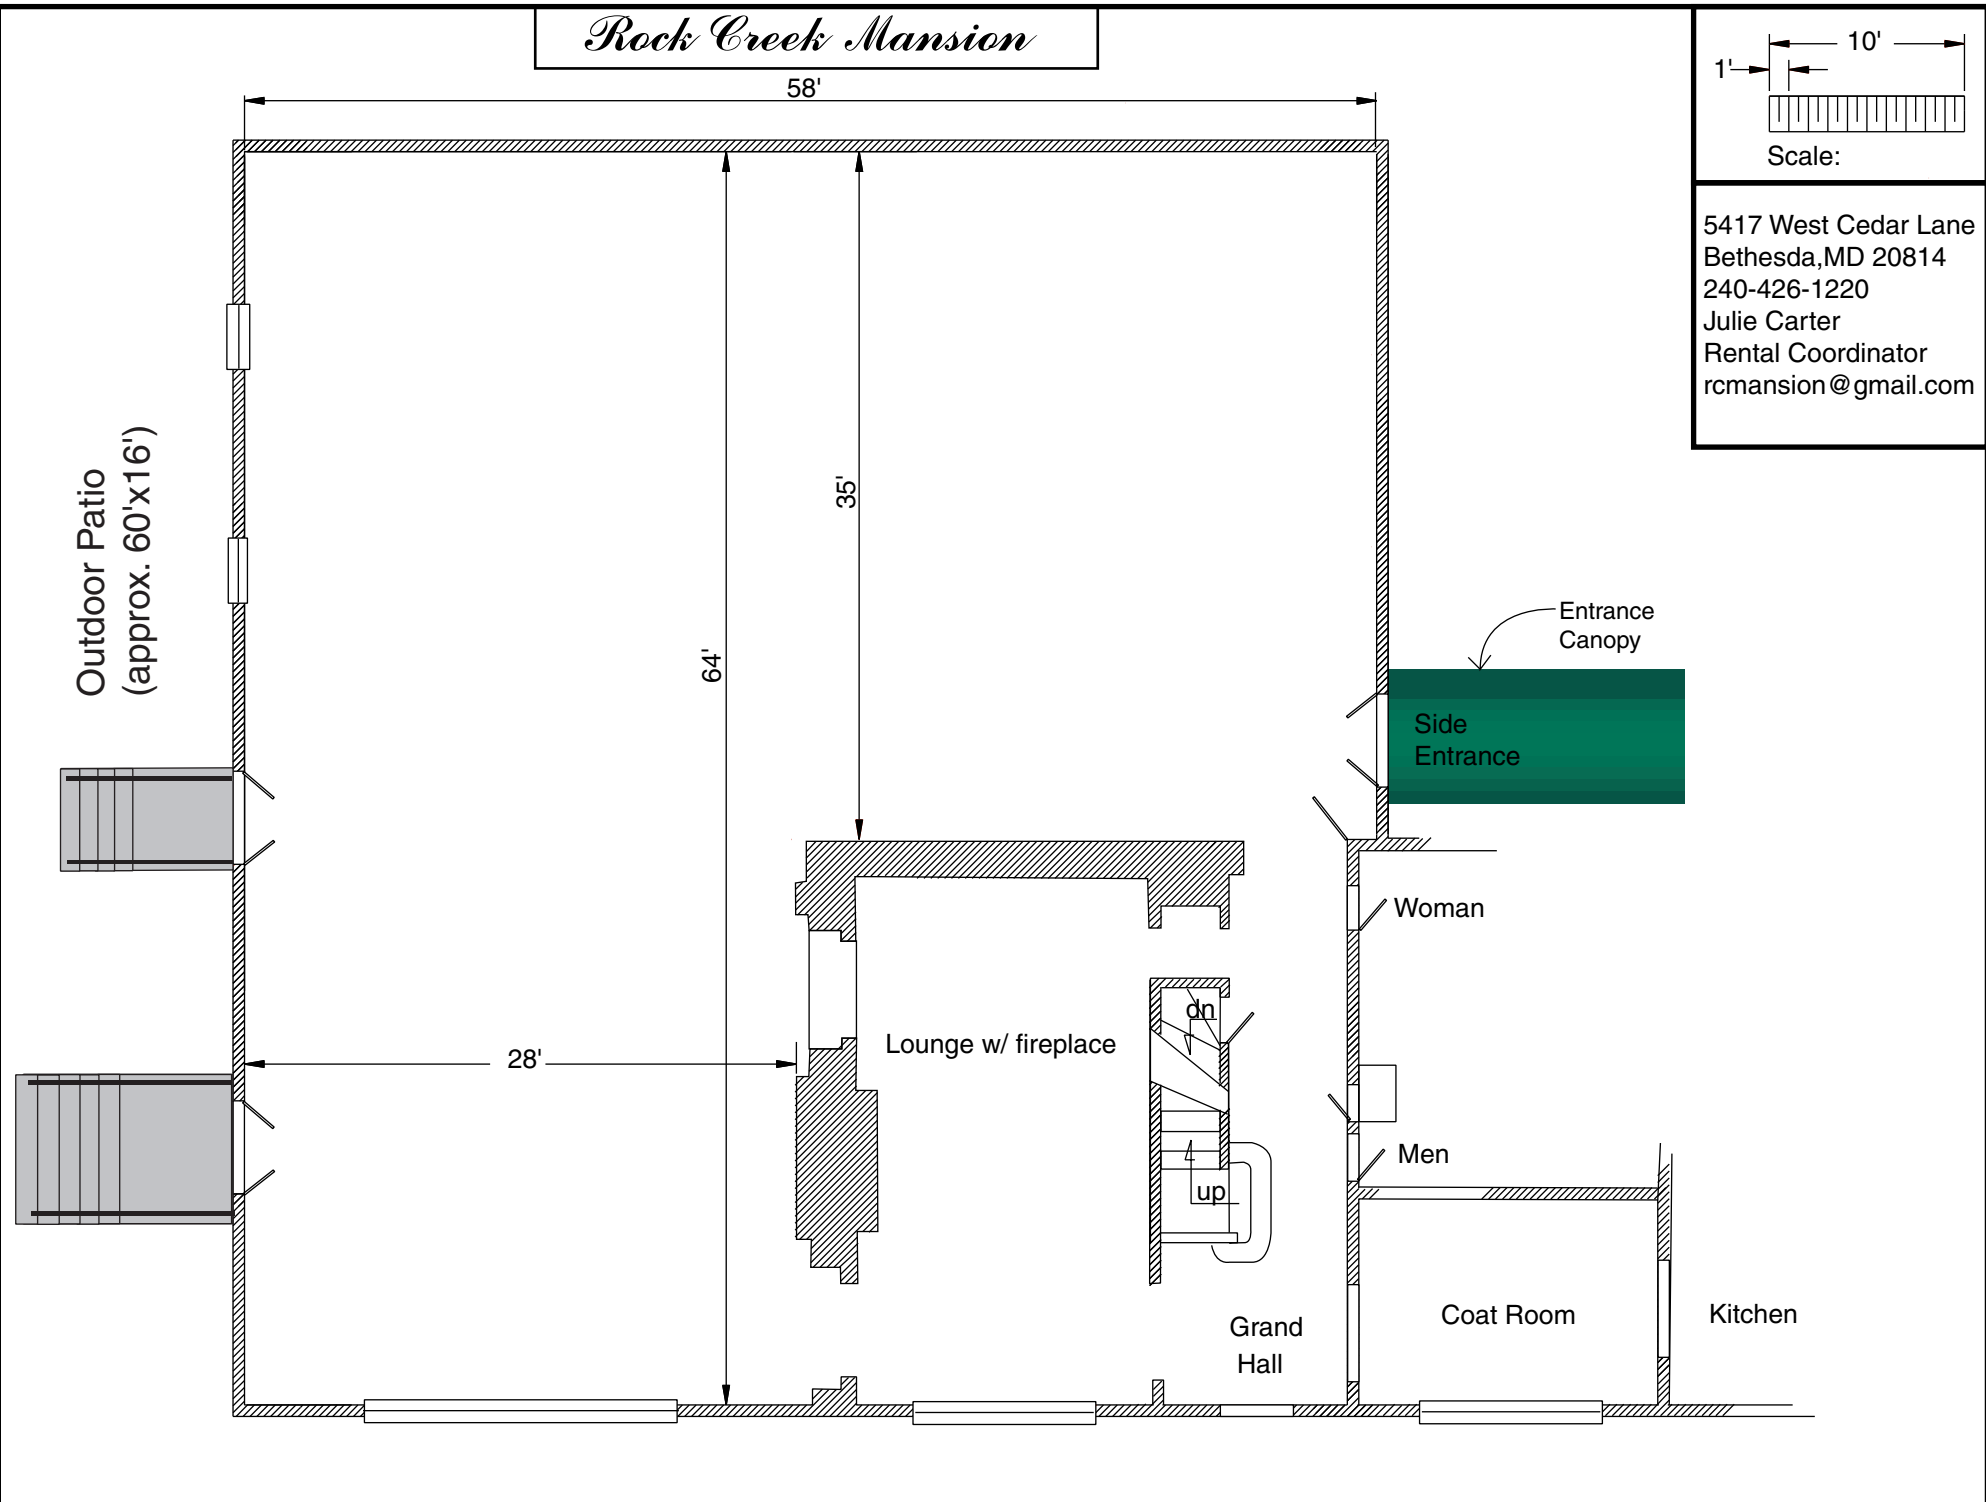 Rock Creek Mansion
10'
1'
Scale:
5417 West Cedar Lane
Bethesda,MD 20814
240-426-1220
Julie Carter
Rental Coordinator
rcmansion@gmail.com
58'
35'
64'
28'
Outdoor Patio
(approx. 60'x16')
Entrance
Canopy
Side
Entrance
Woman
dn
Lounge w/ fireplace
Men
up
Grand
Hall
Coat Room
Kitchen